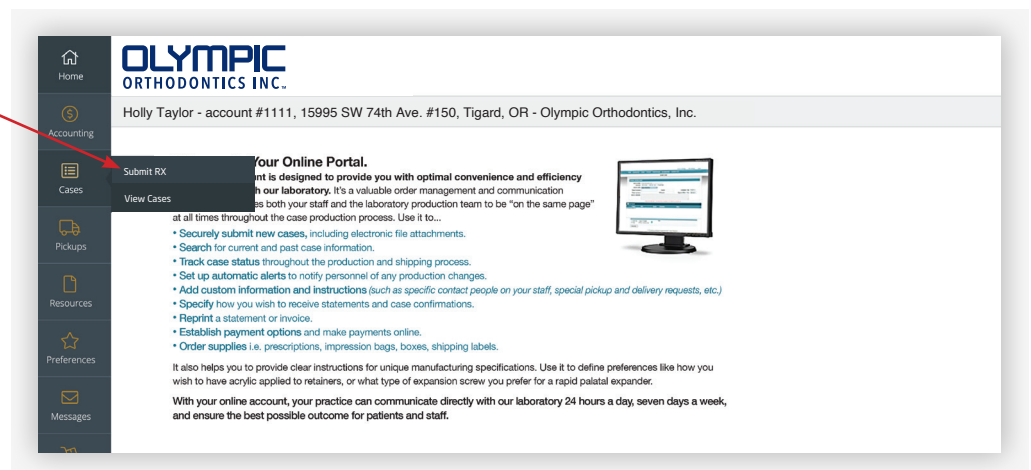 Home
Accounting
Cases
Pickups
Resources
Preferences
Messages
Submit RX
View Cases
OLYMPIC
ORTHODONTICS INC™
Holly Taylor - account #1111, 15995 SW 74th Ave. #150, Tigard, OR - Olympic Orthodontics, Inc.
Your Online Portal.
nt is designed to provide you with optimal convenience and efficiency
h our laboratory. It's a valuable order management and communication
es both your staff and the laboratory production team to be “on the same page”
at all times throughout the case production process. Use it to...
• Securely submit new cases, including electronic file attachments.
• Search for current and past case information.
• Track case status throughout the production and shipping process.
• Set up automatic alerts to notify personnel of any production changes.
• Add custom information and instructions (such as specific contact people on your staff, special pickup and delivery requests, etc.)
• Specify how you wish to receive statements and case confirmations.
• Reprint a statement or invoice.
• Establish payment options and make payments online.
• Order supplies i.e. prescriptions, impression bags, boxes, shipping labels.
It also helps you to provide clear instructions for unique manufacturing specifications. Use it to define preferences like how you
wish to have acrylic applied to retainers, or what type of expansion screw you prefer for a rapid palatal expander.
With your online account, your practice can communicate directly with our laboratory 24 hours a day, seven days a week,
and ensure the best possible outcome for patients and staff.